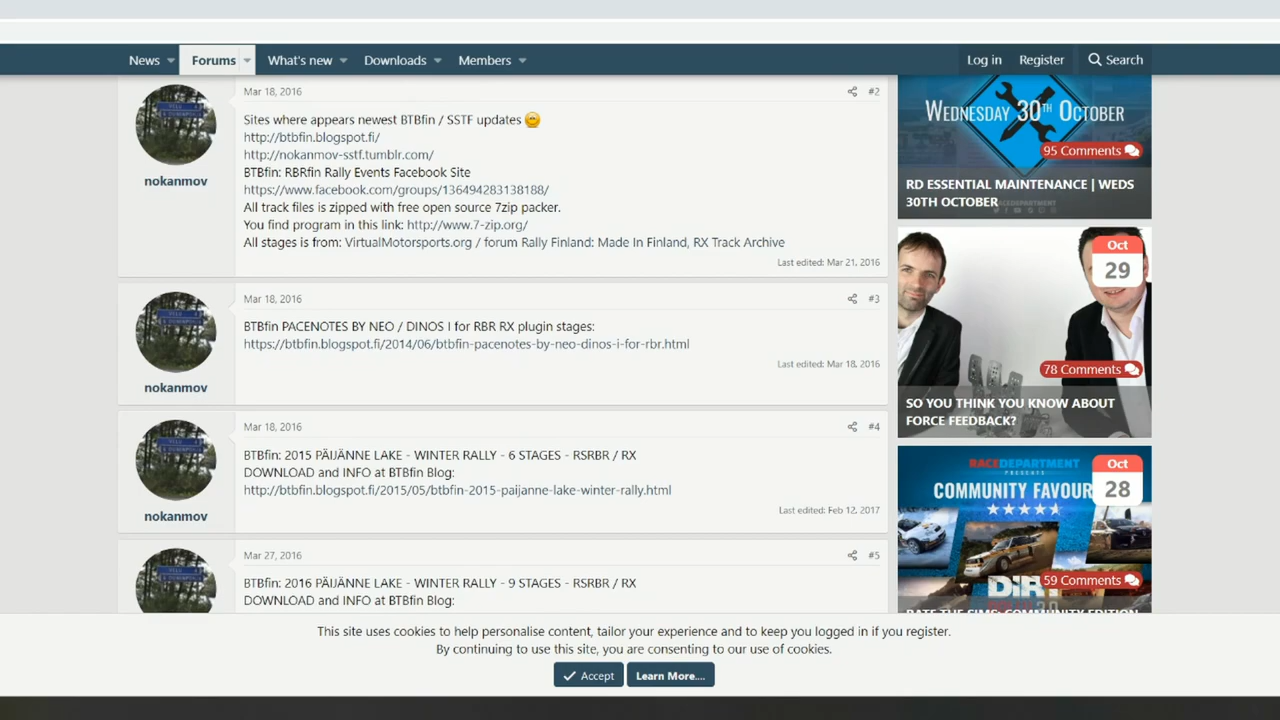 News
Forums
What's new
Downloads
Members
Log in
Register
Search
Mar 18, 2016
#2
nokanmov
Sites where appears newest BTBfin / SSTF updates
http://btbfin.blogspot.fi/
http://nokanmov-sstf.tumblr.com/
BTBfin: RBRfin Rally Events Facebook Site
https://www.facebook.com/groups/136494283138188/
All track files is zipped with free open source 7zip packer.
You find program in this link: http://www.7-zip.org/
All stages is from: VirtualMotorsports.org / forum Rally Finland: Made In Finland, RX Track Archive
Last edited: Mar 21, 2016
Mar 18, 2016
#3
nokanmov
BTBfin PACENOTES BY NEO / DINOS I for RBR RX plugin stages:
https://btbfin.blogspot.fi/2014/06/btbfin-pacenotes-by-neo-dinos-i-for-rbr.html
Last edited: Mar 18, 2016
Mar 18, 2016
#4
nokanmov
BTBfin: 2015 PÄIJÄNNE LAKE - WINTER RALLY - 6 STAGES - RSRBR / RX
DOWNLOAD and INFO at BTBfin Blog:
http://btbfin.blogspot.fi/2015/05/btbfin-2015-paijanne-lake-winter-rally.html
Last edited: Feb 12, 2017
Mar 27, 2016
#5
BTBfin: 2016 PÄIJÄNNE LAKE - WINTER RALLY - 9 STAGES - RSRBR / RX
DOWNLOAD and INFO at BTBfin Blog:
WEDNESDAY 30TH OCTOBER
95 Comments
RD ESSENTIAL MAINTENANCE | WEDS
30TH OCTOBER
Oct
29
78 Comments
SO YOU THINK YOU KNOW ABOUT
FORCE FEEDBACK?
RACEDEPARTMENT
PRESENTS
COMMUNITY FAVOUR
Oct
28
DiRT
59 Comments
RATE THE SIMS: COMMUNITY EDITION
This site uses cookies to help personalise content, tailor your experience and to keep you logged in if you register.
By continuing to use this site, you are consenting to our use of cookies.
Accept
Learn More....